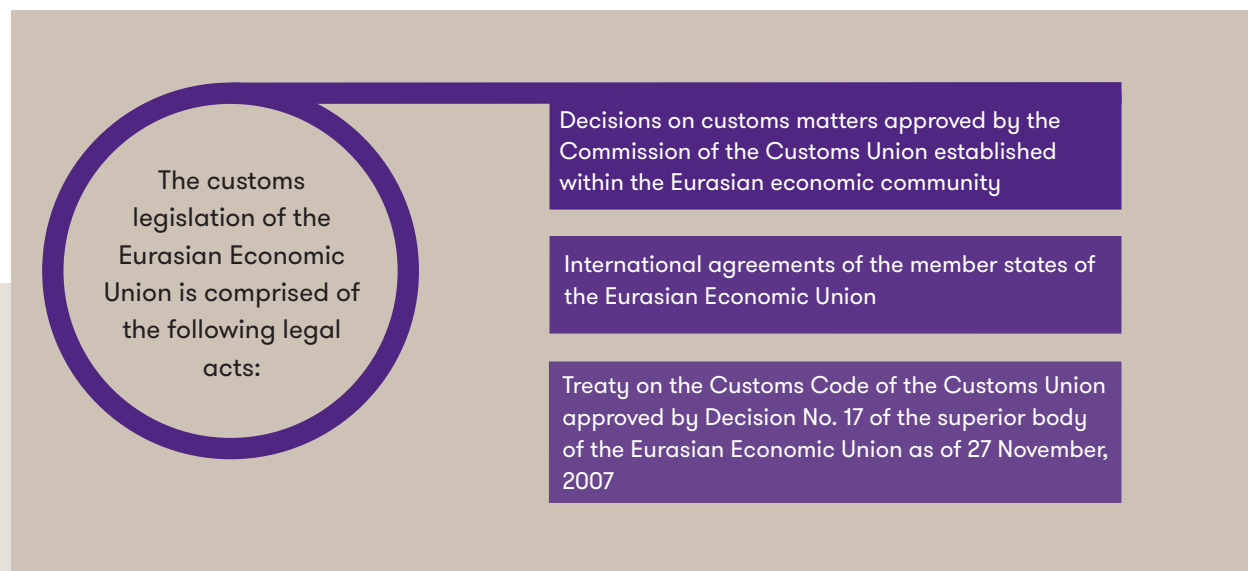 The customs
legislation of the
Eurasian Economic
Union is comprised of
the following legal
acts:
Decisions on customs matters approved by the
Commission of the Customs Union established
within the Eurasian economic community
International agreements of the member states of
the Eurasian Economic Union
Treaty on the Customs Code of the Customs Union
approved by Decision No. 17 of the superior body
of the Eurasian Economic Union as of 27 November,
2007